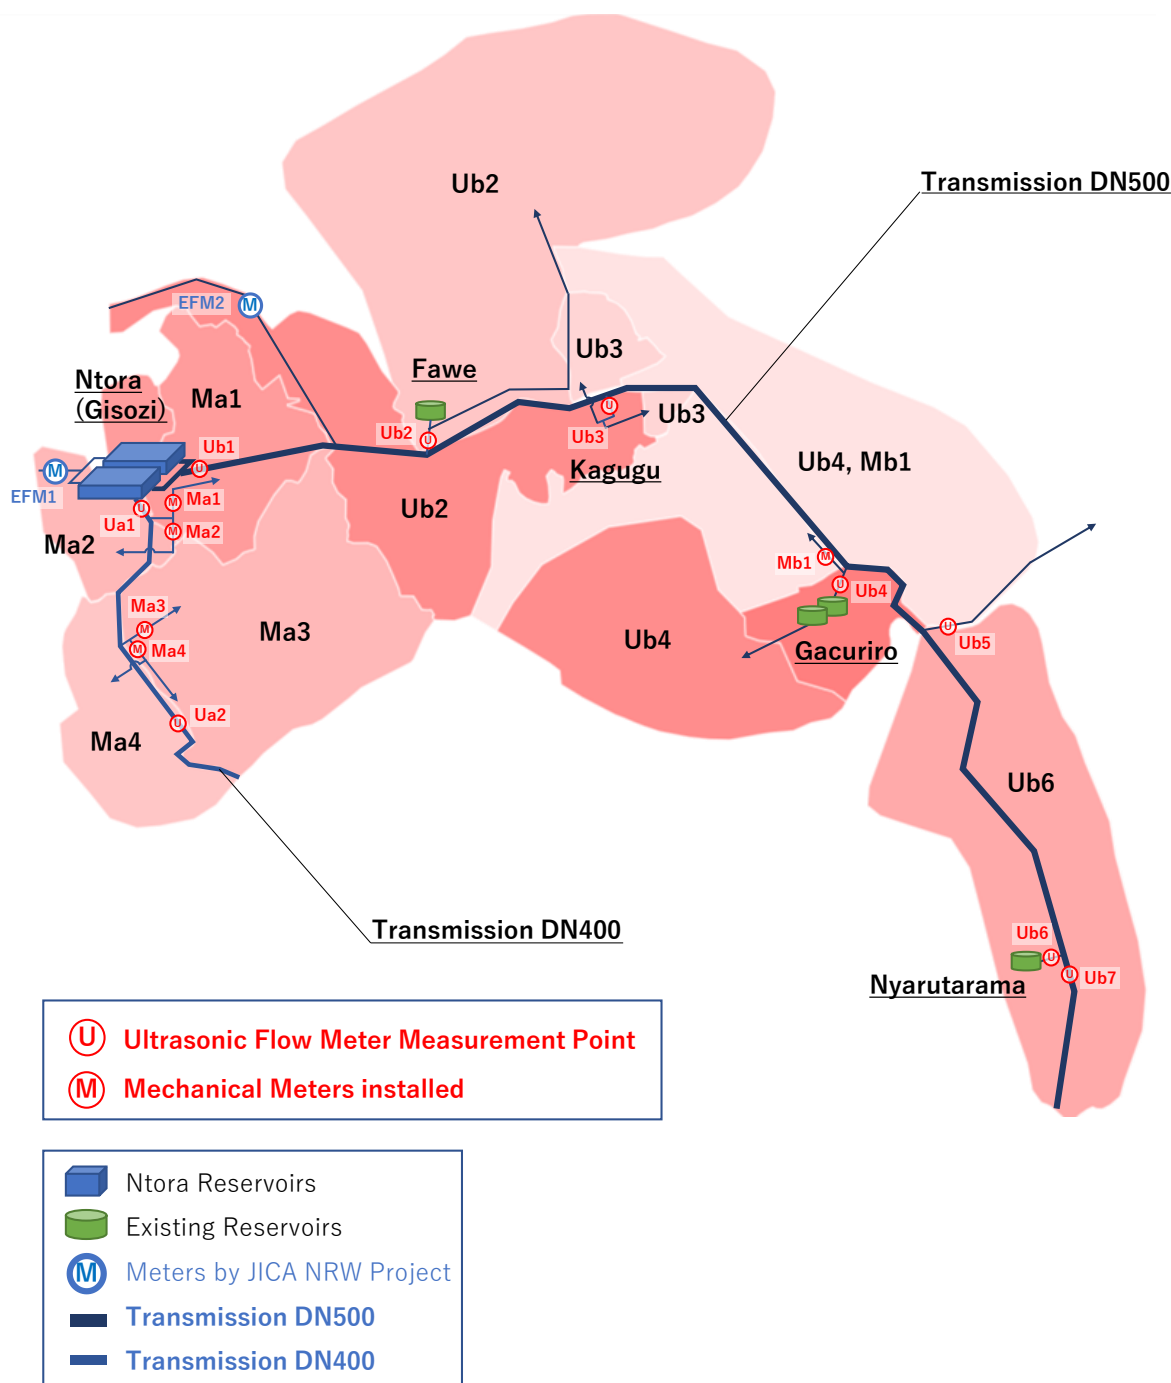 Ub2
Transmission DN500
EFM2
M
Ub3
Fawe
Ntora
(Gisozi)
Ma1
Ub2
U
U
Ub3
Ub3
Ub1
U
Ub4, Mb1
Kagugu
M
EFM1
Ub2
M
Ma1
U
Ua1
M
Ma2
Ma2
Mb1
M
U
Ub4
Ma3
M
Ma3
M
Ma4
Ub4
Gacuriro
U
Ub5
Ua2
U
Ma4
Ub6
Transmission DN400
Ub6
U
U
Ub7
Nyarutarama
U Ultrasonic Flow Meter Measurement Point
M Mechanical Meters installed
Ntora Reservoirs
Existing Reservoirs
M Meters by JICA NRW Project
Transmission DN500
Transmission DN400